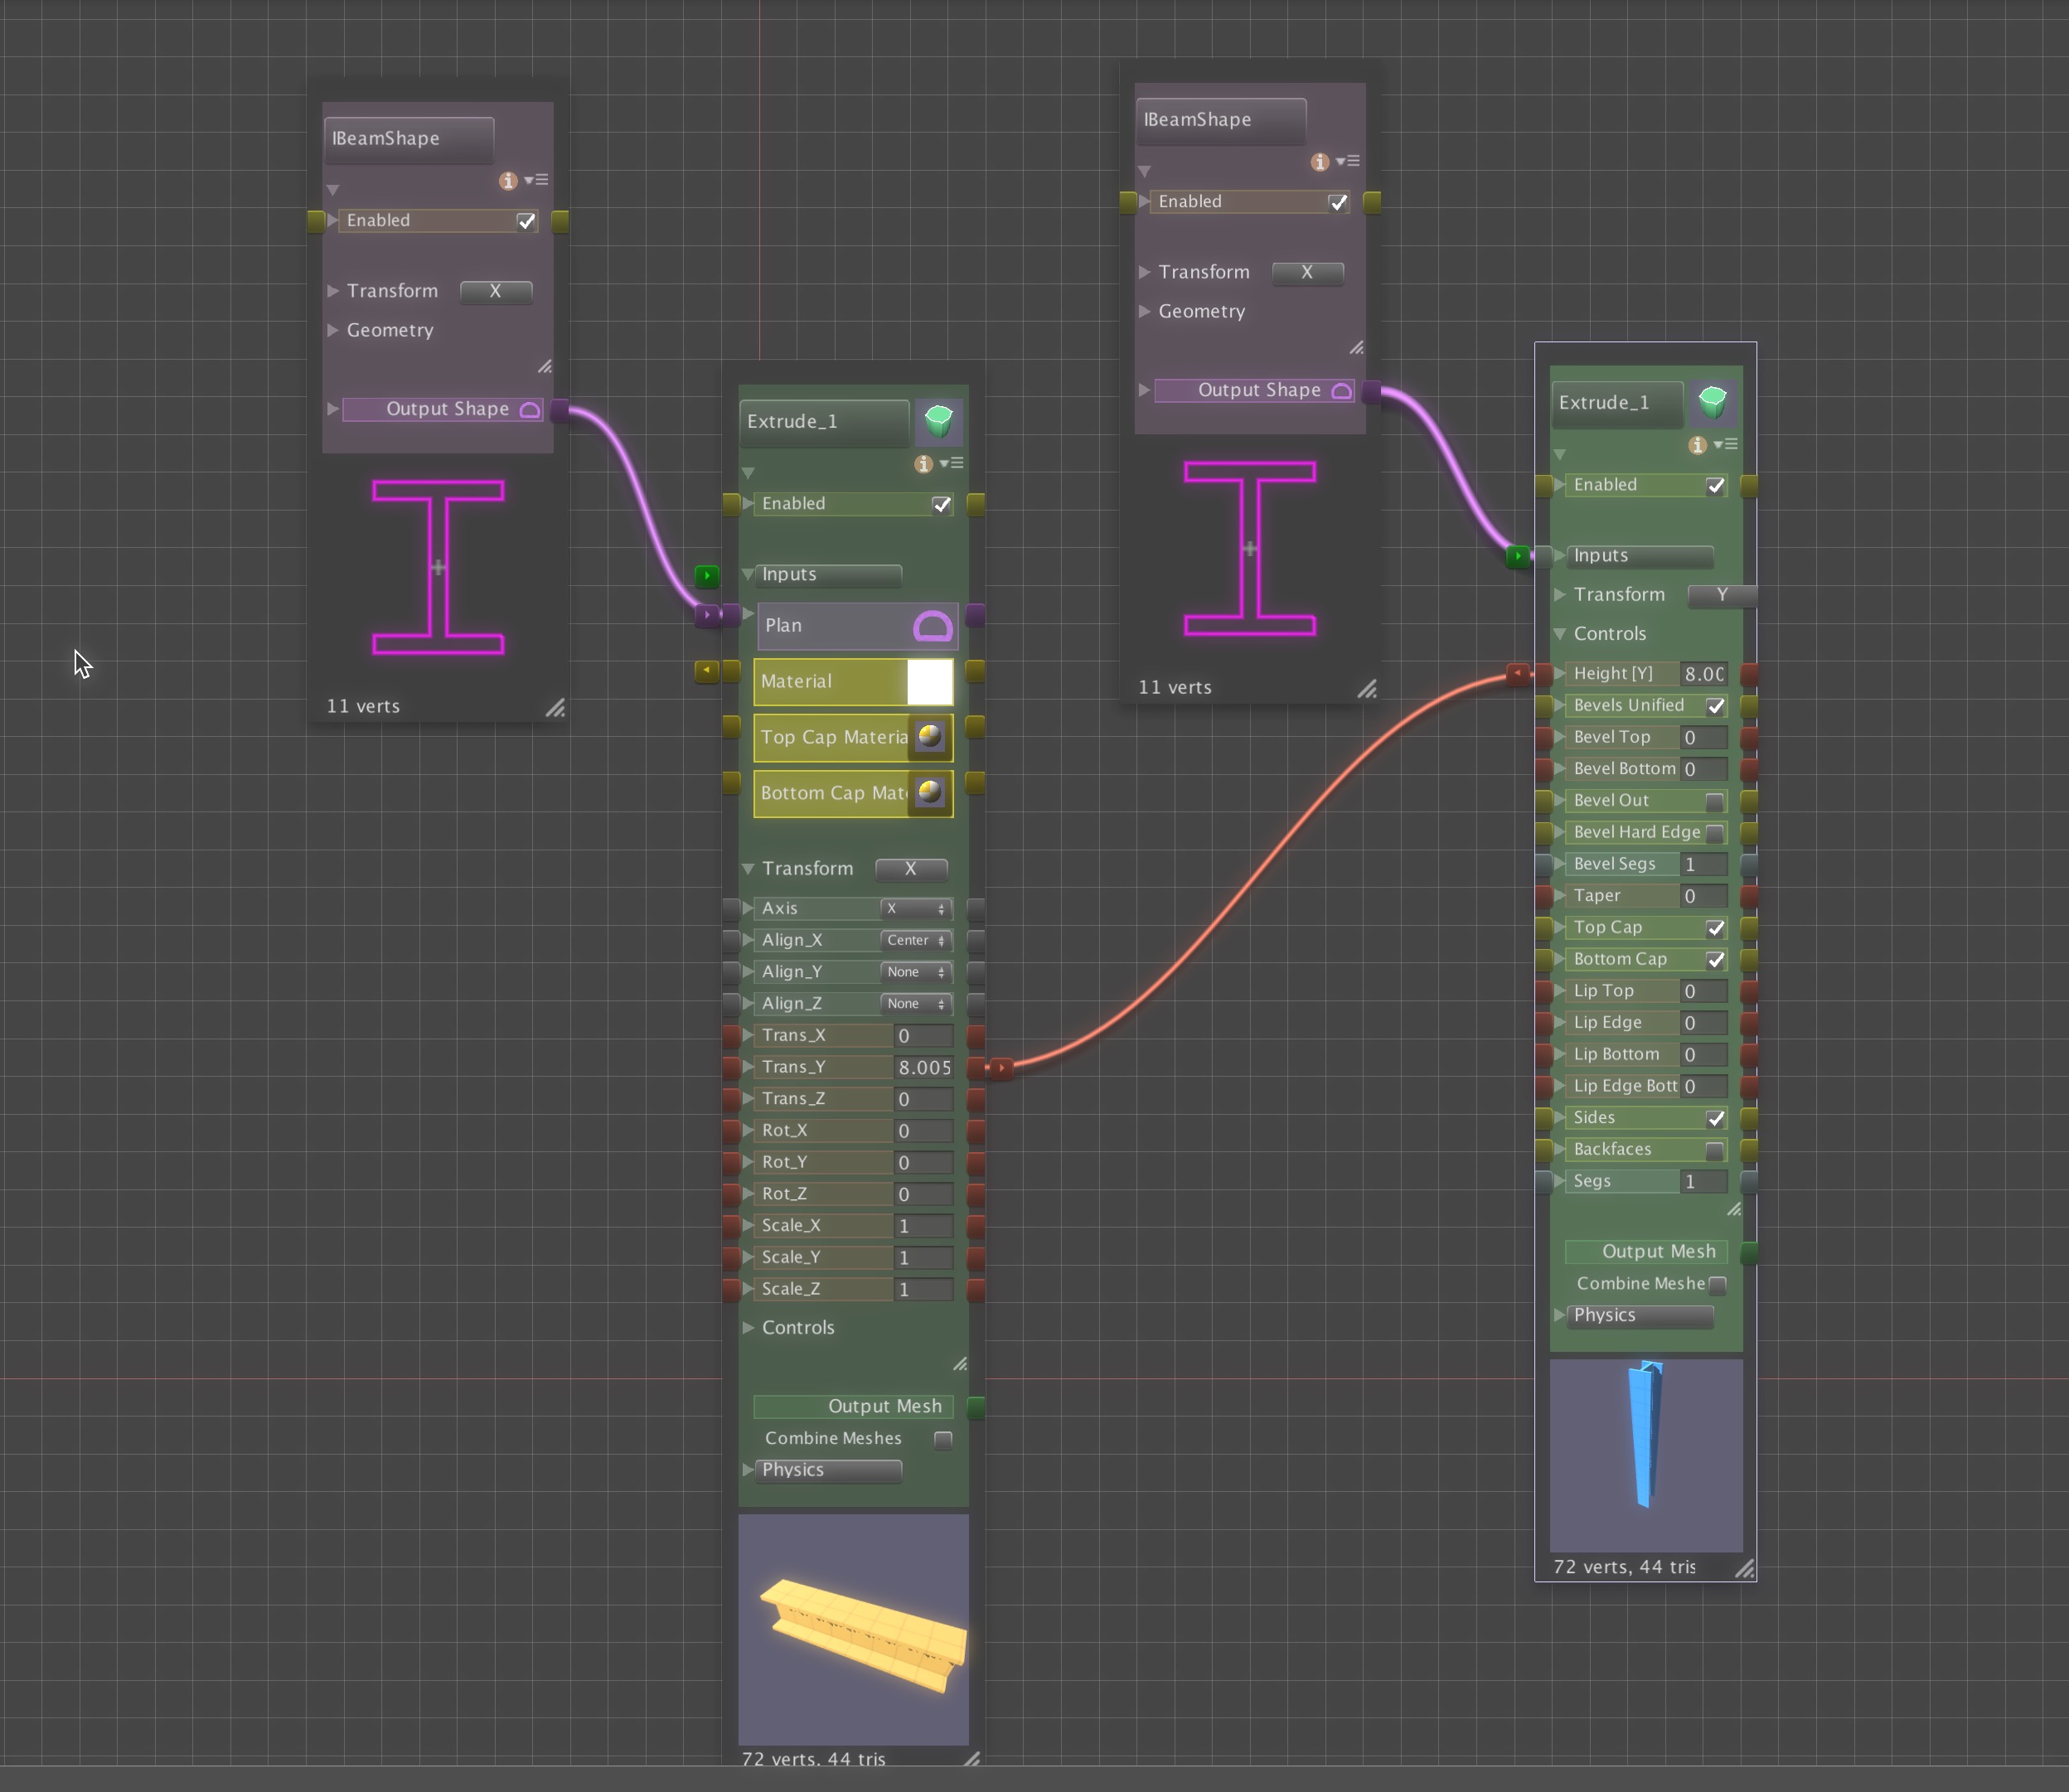 IBeamShape
Enabled
Transform X
Geometry
Output Shape
11 verts
Extrude_1
Enabled
Inputs
Plan
Material
Top Cap Materia
Bottom Cap Mat
Transform X
Axis X
Align_X Center
Align_Y None
Align_Z None
Trans_X 0
Trans_Y 8.005
Trans_Z 0
Rot_X 0
Rot_Y 0
Rot_Z 0
Scale_X 1
Scale_Y 1
Scale_Z 1
Controls
Output Mesh
Combine Meshes
Physics
72 verts, 44 tris
IBeamShape
Enabled
Transform X
Geometry
Output Shape
11 verts
Extrude_1
Enabled
Inputs
Transform Y
Controls
Height [Y] 8.00
Bevels Unified
Bevel Top 0
Bevel Bottom 0
Bevel Out
Bevel Hard Edge
Bevel Segs 1
Taper 0
Top Cap
Bottom Cap
Lip Top 0
Lip Edge 0
Lip Bottom 0
Lip Edge Bott 0
Sides
Backfaces
Segs 1
Output Mesh
Combine Meshe
Physics
72 verts, 44 tris